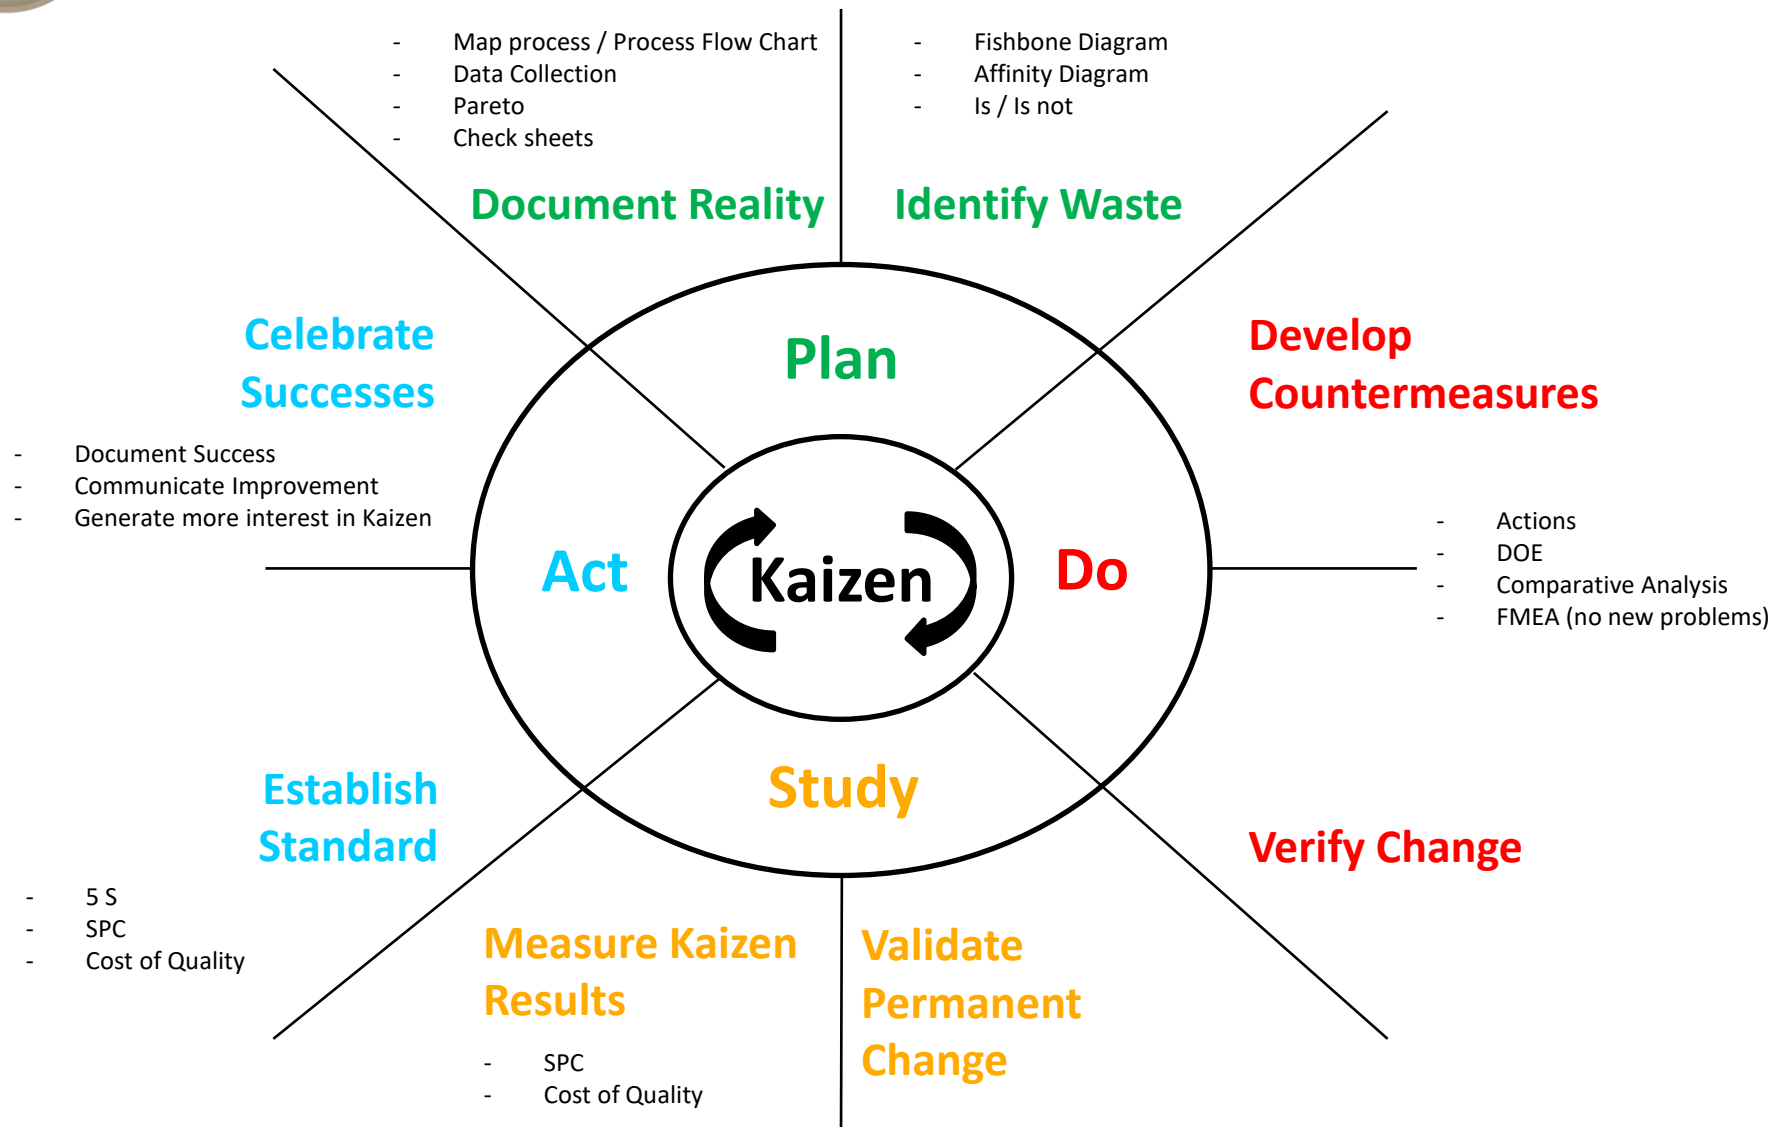 - Map process / Process Flow Chart
- Data Collection
- Pareto
- Check sheets
Document Reality
- Fishbone Diagram
- Affinity Diagram
- Is / Is not
Identify Waste
Celebrate
Successes
- Document Success
- Communicate Improvement
- Generate more interest in Kaizen
Plan
Develop
Countermeasures
- Actions
- DOE
- Comparative Analysis
- FMEA (no new problems)
Act
Kaizen
Do
Study
Establish
Standard
- 5 S
- SPC
- Cost of Quality
Verify Change
Measure Kaizen
Results
- SPC
- Cost of Quality
Validate
Permanent
Change